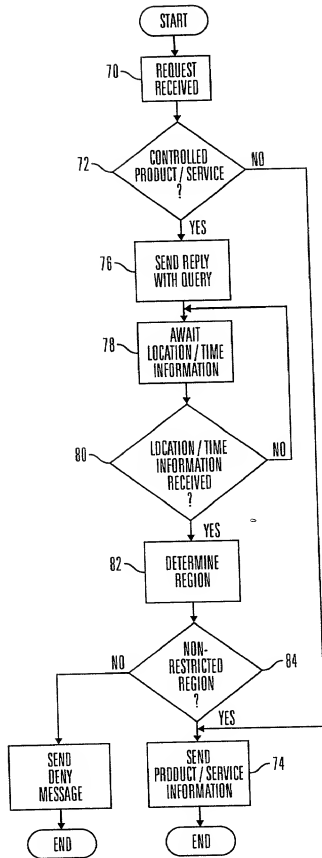 START
70
REQUEST
RECEIVED
72
CONTROLLED
PRODUCT / SERVICE
?
NO
YES
76
SEND REPLY
WITH QUERY
78
AWAIT
LOCATION / TIME
INFORMATION
80
LOCATION / TIME
INFORMATION
RECEIVED
?
NO
YES
82
DETERMINE
REGION
NON-
RESTRICTED
REGION
?
84
NO
YES
SEND
DENY
MESSAGE
SEND
PRODUCT / SERVICE
INFORMATION
74
END
END